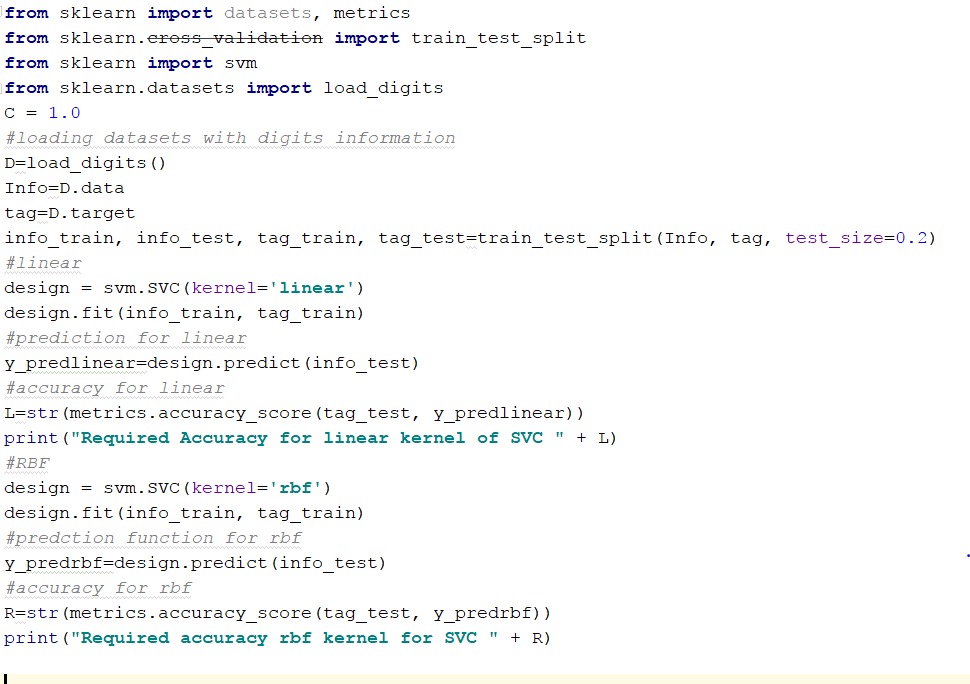 from sklearn import datasets, metrics
from sklearn.cross_validation import train_test_split
from sklearn import svm
from sklearn.datasets import load_digits
C = 1.0
#loading datasets with digits information
D=load_digits()
Info=D.data
tag=D.target
info_train, info_test, tag_train, tag_test=train_test_split(Info, tag, test_size=0.2)
#linear
design = svm.SVC(kernel='linear')
design.fit(info_train, tag_train)
#prediction for linear
y_predlinear=design.predict(info_test)
#accuracy for linear
L=str(metrics.accuracy_score(tag_test, y_predlinear))
print("Required Accuracy for linear kernel of SVC " + L)
#RBF
design = svm.SVC(kernel='rbf')
design.fit(info_train, tag_train)
#predction function for rbf
y_predrbf=design.predict(info_test)
#accuracy for rbf
R=str(metrics.accuracy_score(tag_test, y_predrbf))
print("Required accuracy rbf kernel for SVC " + R)